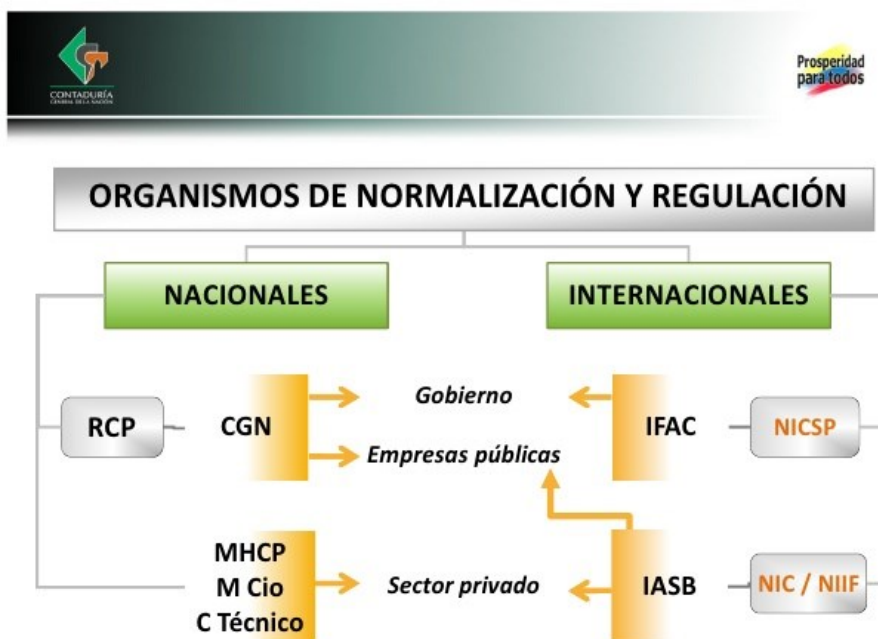 CONTADURÍA
GENERAL DE LA NACIÓN
Prosperidad
para todos
ORGANISMOS DE NORMALIZACIÓN Y REGULACIÓN
NACIONALES
INTERNACIONALES
RCP
CGN
Gobierno
Empresas públicas
IFAC
NICSP
MHCP
M Cio
C Técnico
Sector privado
IASB
NIC / NIIF